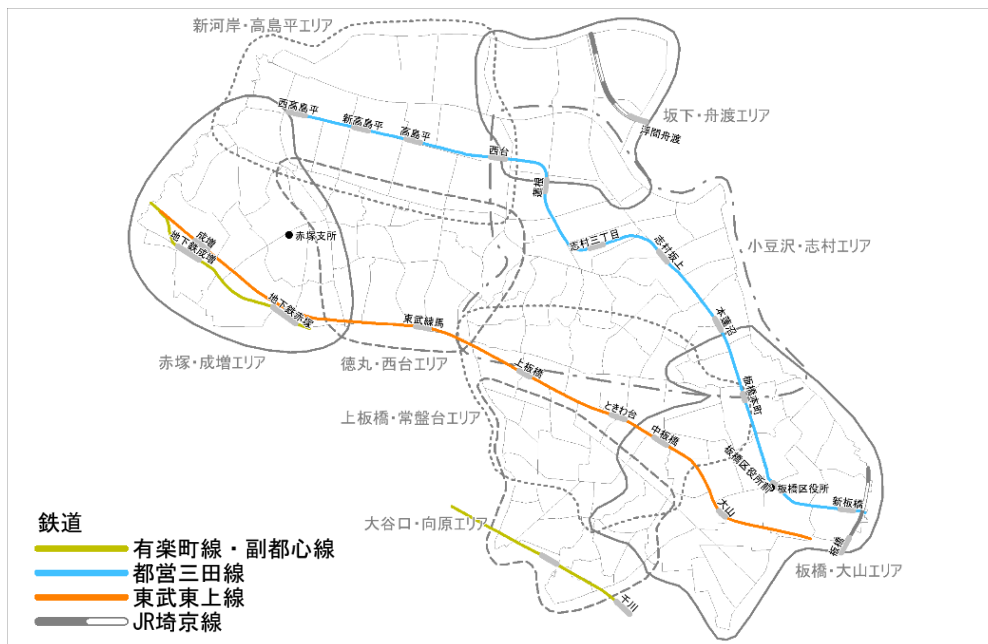 新河岸・高島平エリア
西高島平
新高島平
高島平
西台
坂下・舟渡エリア
浮間舟渡
蓮根
赤塚支所
成増
地下鉄成増
地下鉄赤塚
志村三丁目
志村坂上
小豆沢・志村エリア
本蓮沼
東武練馬
赤塚・成増エリア
徳丸・西台エリア
上板橋
板橋本町
上板橋・常盤台エリア
ときわ台
中板橋
板橋区役所前
板橋区役所
新板橋
大山
大谷口・向原エリア
板橋
板橋・大山エリア
千川
鉄道
有楽町線・副都心線
都営三田線
東武東上線
JR埼京線